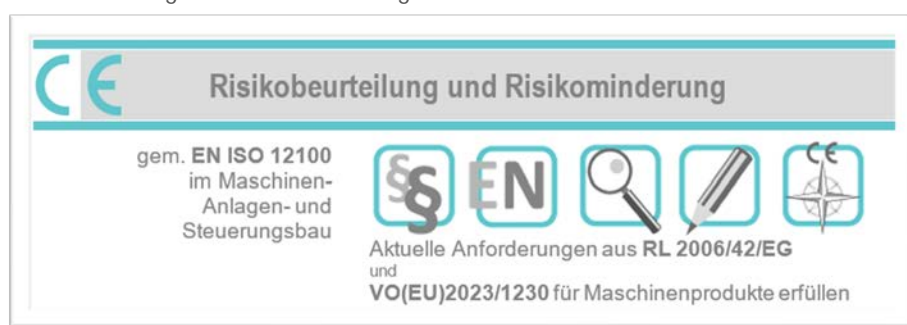 CE Risikobeurteilung und Risikominderung
gem. EN ISO 12100
im Maschinen-
Anlagen- und
Steuerungsbau
§§ EN CE
Aktuelle Anforderungen aus RL 2006/42/EG
und
VO(EU)2023/1230 für Maschinenprodukte erfüllen